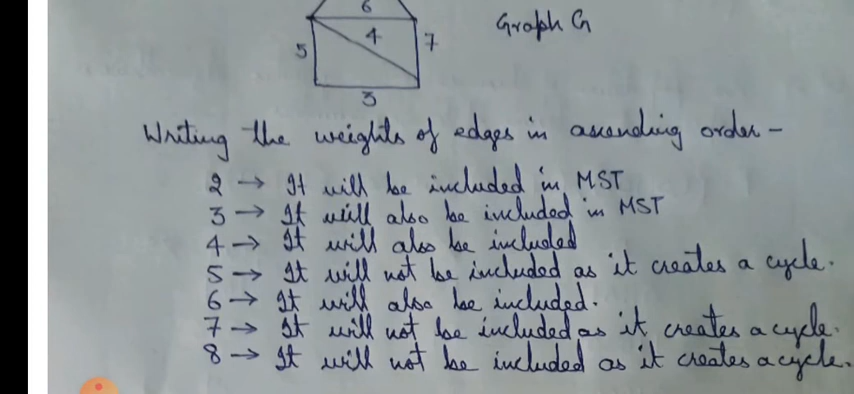 6
Graph G
5
4
7
3
Writing the weights of edges in ascending order -
2 → It will be included in MST
3 → It will also be included in MST
4 → It will also be included
5 → It will not be included as it creates a cycle.
6 → It will also be included.
7 → It will not be included as it creates a cycle.
8 → It will not be included as it creates a cycle.